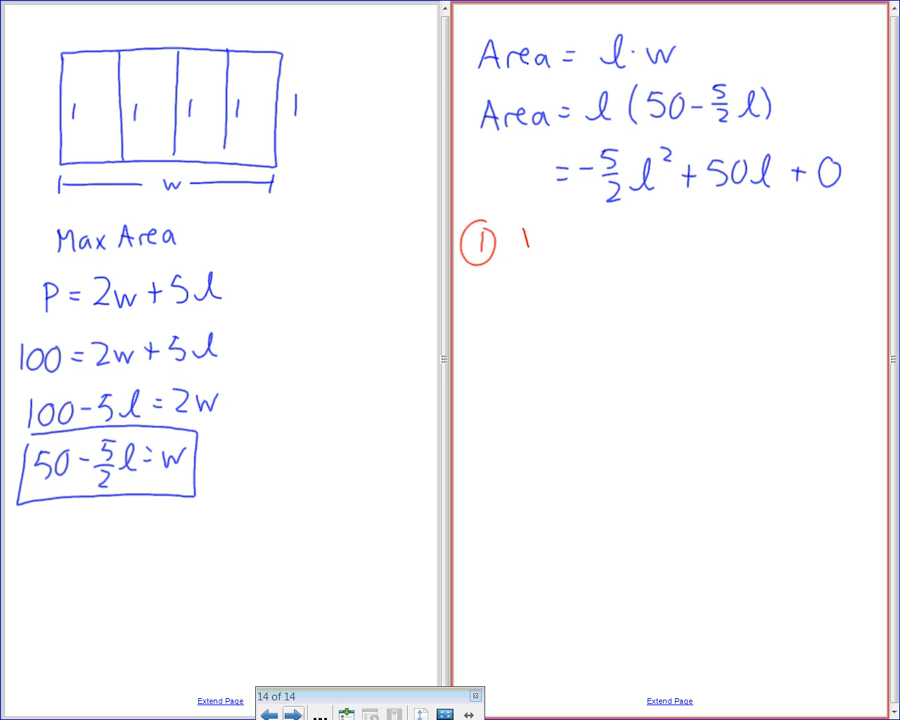 l l l l l
w
Max Area
P = 2w + 5l
100 = 2w + 5l
100 - 5l = 2w
50 - 5/2 l = w
Extend Page
14 of 14
Area = l · w
Area = l (50 - 5/2 l)
= -5/2 l² + 50l + 0
①
Extend Page